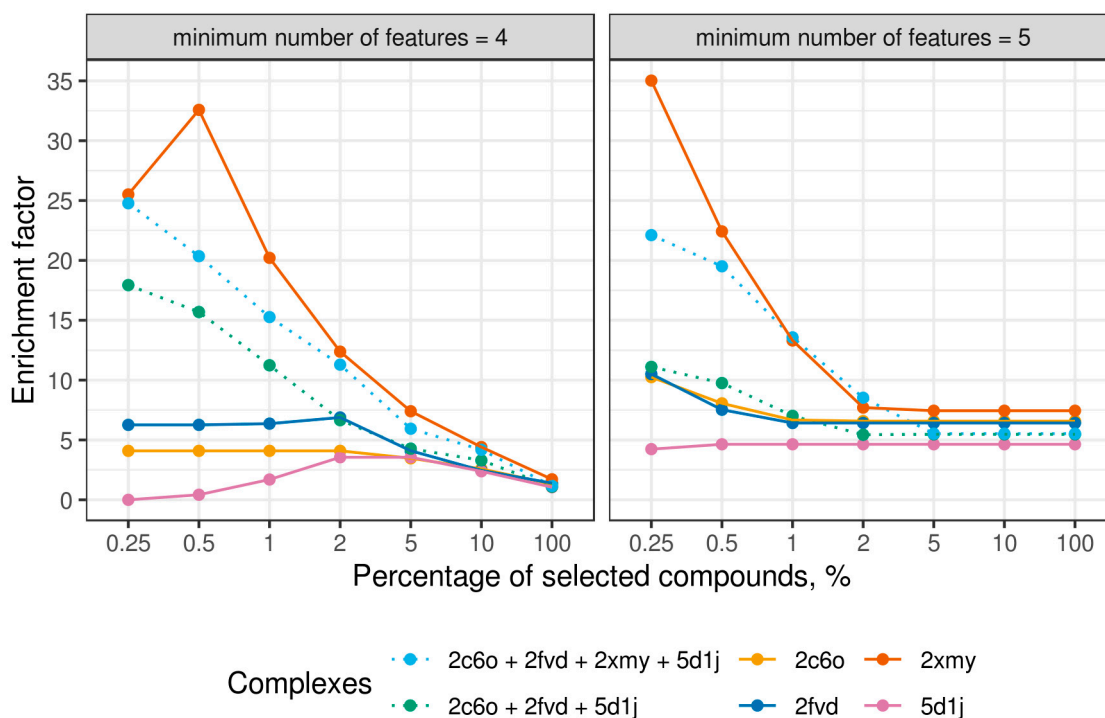 minimum number of features = 4
minimum number of features = 5
Enrichment factor
35
30
25
20
15
10
5
0
0.25 0.5 1 2 5 10 100
0.25 0.5 1 2 5 10 100
Percentage of selected compounds, %
Complexes
2c6o + 2fvd + 2xmy + 5d1j
2c6o
2xmy
2c6o + 2fvd + 5d1j
2fvd
5d1j